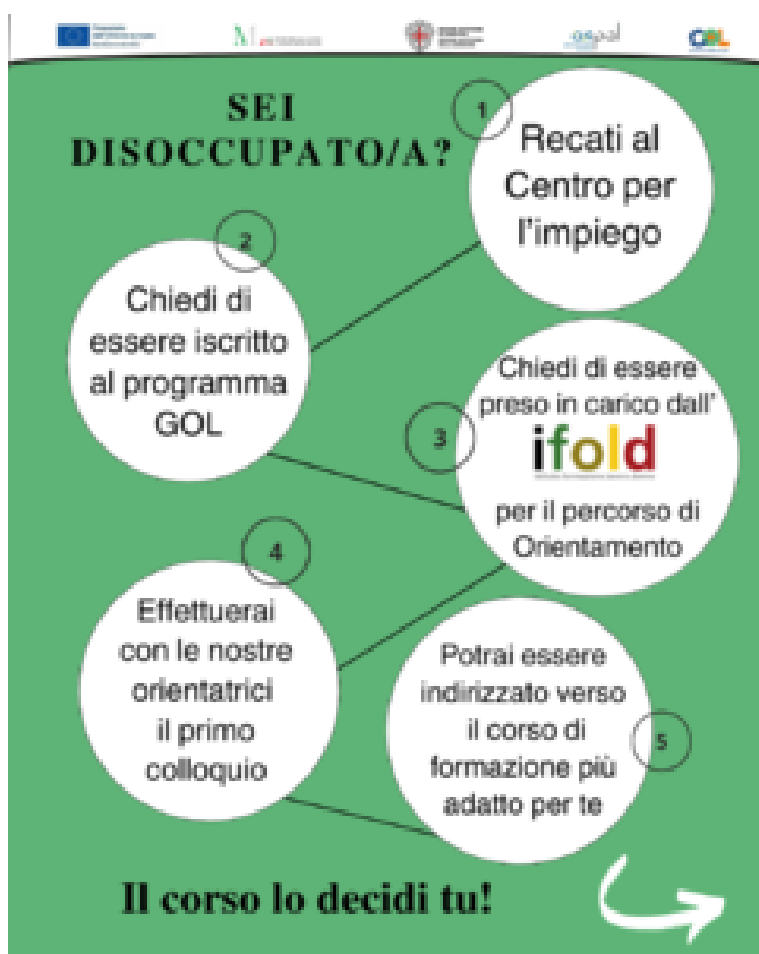 aspal
GOL
SEI
DISOCCUPATO/A?
1
Recati al
Centro per
l'impiego
2
Chiedi di
essere iscritto
al programma
GOL
3
Chiedi di essere
preso in carico dall'
ifold
per il percorso di
Orientamento
4
Effettuerai
con le nostre
orientatrici
il primo
colloquio
5
Potrai essere
indirizzato verso
il corso di
formazione più
adatto per te
Il corso lo decidi tu!